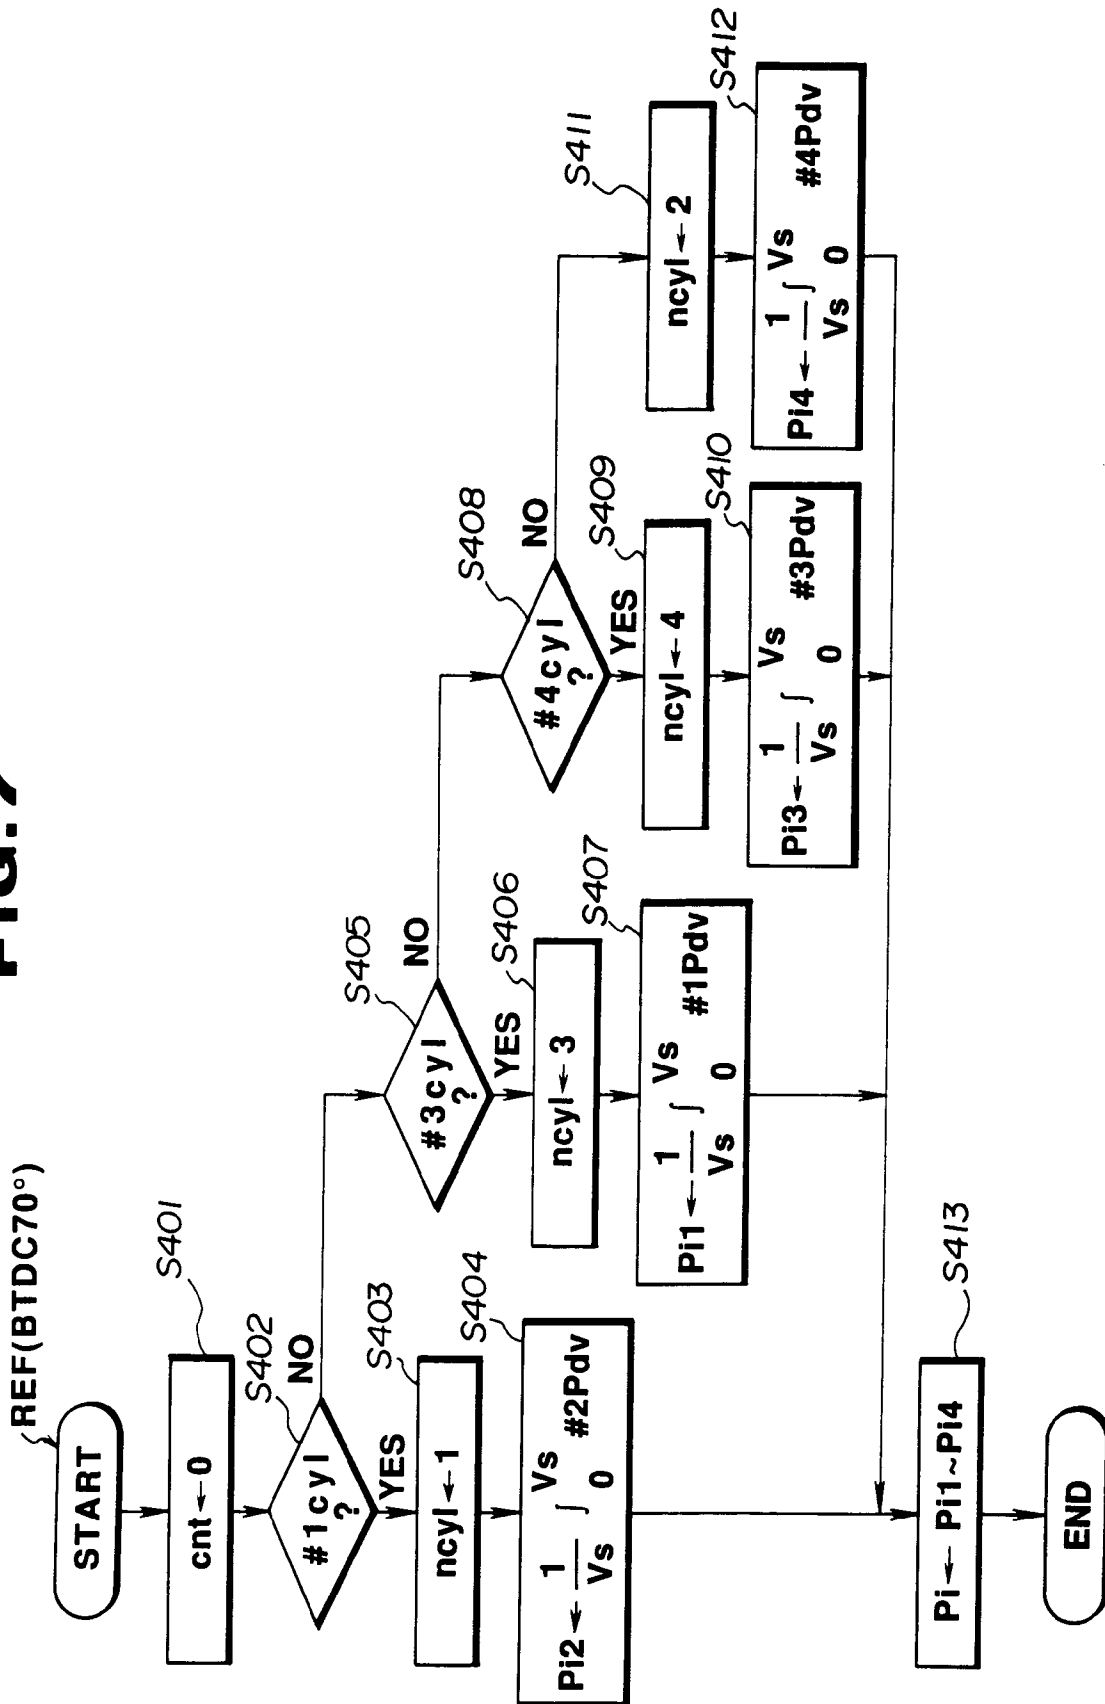 FIG.7
REF(BTDC70°)
START
S401
cnt←0
S402
#1cyl
?
NO
YES
S403
ncyl←1
S404
Pi2← 1/Vs ∫ Vs 0 #2Pdv
S405
#3cyl
?
NO
YES
S406
ncyl←3
S407
Pi1← 1/Vs ∫ Vs 0 #1Pdv
S408
#4cyl
?
NO
YES
S409
ncyl←4
S410
Pi3← 1/Vs ∫ Vs 0 #3Pdv
S411
ncyl←2
S412
Pi4← 1/Vs ∫ Vs 0 #4Pdv
S413
Pi← Pi1~Pi4
END